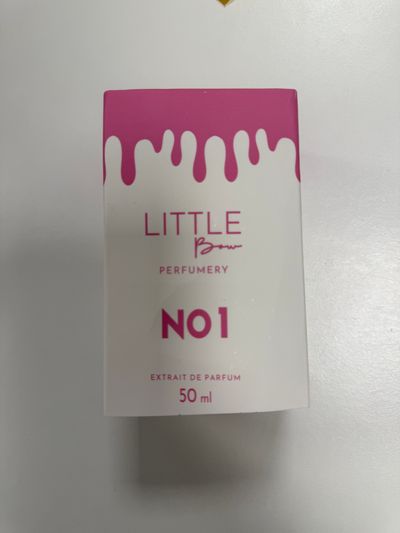 LITTLE
Bow
PERFUMERY
NO1
EXTRAIT DE PARFUM
50 ml